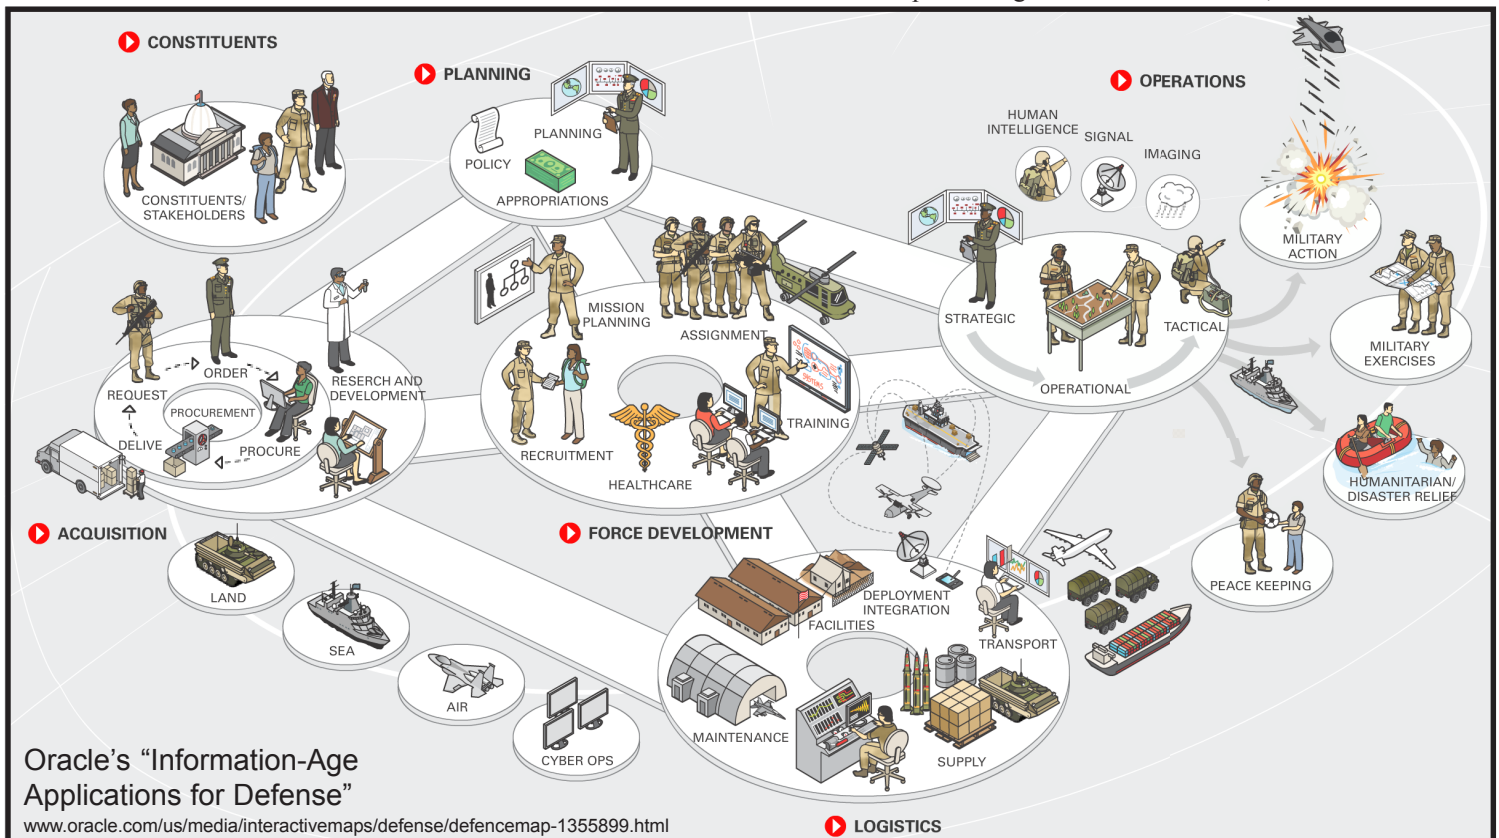 CONSTITUENTS
CONSTITUENTS/
STAKEHOLDERS
PLANNING
PLANNING
POLICY
APPROPRIATIONS
OPERATIONS
HUMAN
INTELLIGENCE
SIGNAL
IMAGING
STRATEGIC
OPERATIONAL
TACTICAL
MILITARY
ACTION
MILITARY
EXERCISES
HUMANITARIAN/
DISASTER RELIEF
PEACE KEEPING
REQUEST
ORDER
PROCUREMENT
DELIVE
PROCURE
RESERCH AND
DEVELOPMENT
ACQUISITION
MISSION
PLANNING
ASSIGNMENT
TRAINING
RECRUITMENT
HEALTHCARE
FORCE DEVELOPMENT
LAND
SEA
AIR
CYBER OPS
DEPLOYMENT
INTEGRATION
FACILITIES
TRANSPORT
MAINTENANCE
SUPPLY
LOGISTICS
Oracle's “Information-Age
Applications for Defense”
www.oracle.com/us/media/interactivemaps/defense/defencemap-1355899.html